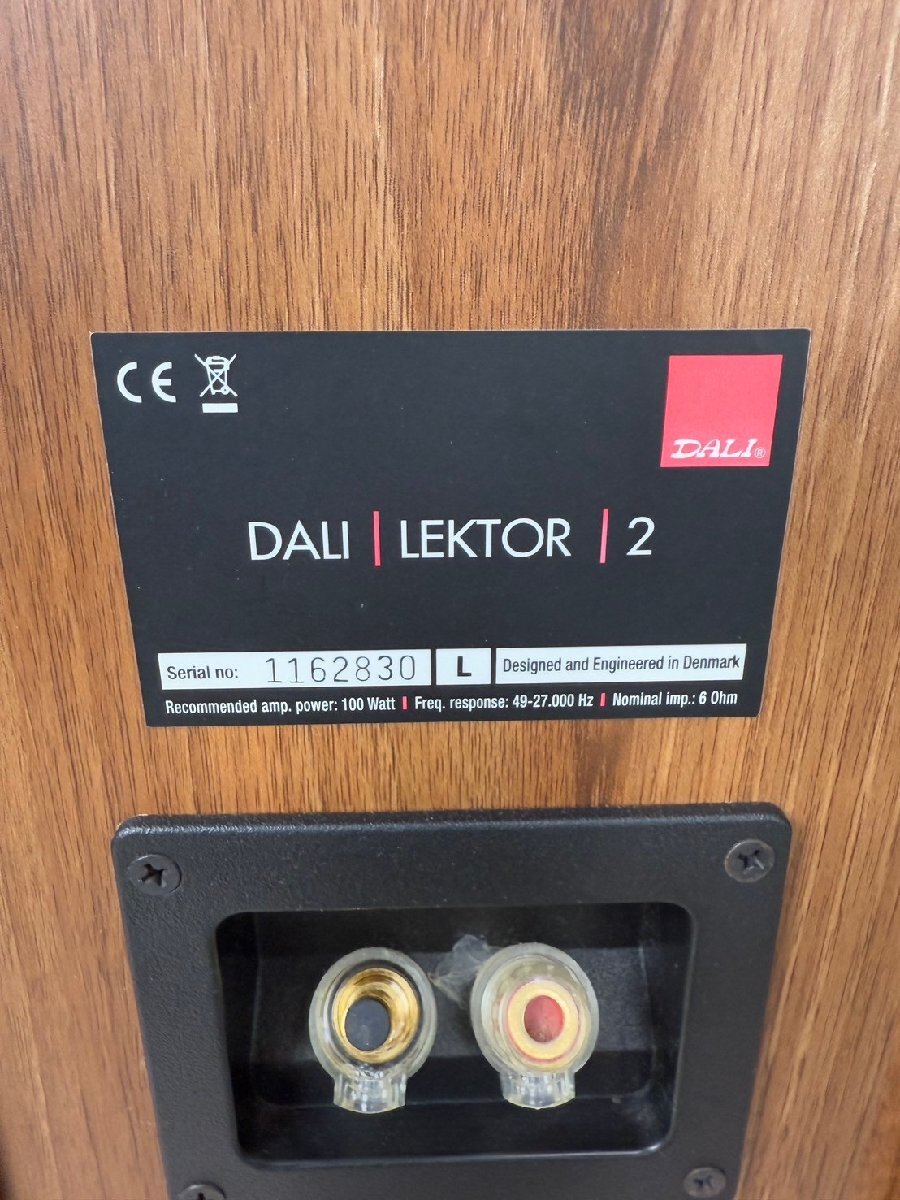 CE
DALI®
DALI | LEKTOR | 2
Serial no: 1162830 L Designed and Engineered in Denmark
Recommended amp. power: 100 Watt | Freq. response: 49-27.000 Hz | Nominal imp.: 6 Ohm